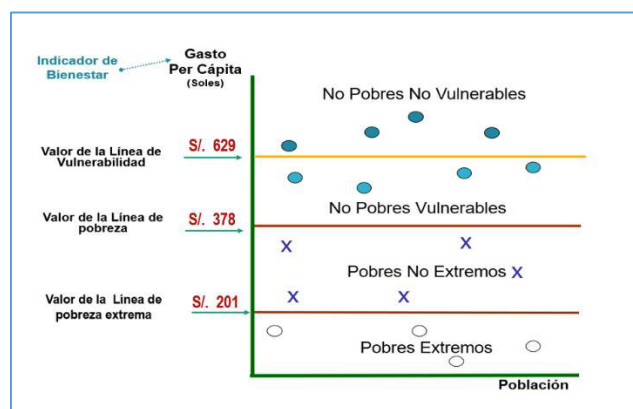 Indicador de
Bienestar
Gasto
Per Cápita
(Soles)
No Pobres No Vulnerables
Valor de la Línea de
Vulnerabilidad
S/. 629
No Pobres Vulnerables
Valor de la Línea de
pobreza
S/. 378
X
X
Pobres No Extremos X
X
X
Valor de la Linea de
pobreza extrema
S/. 201
Pobres Extremos
Población